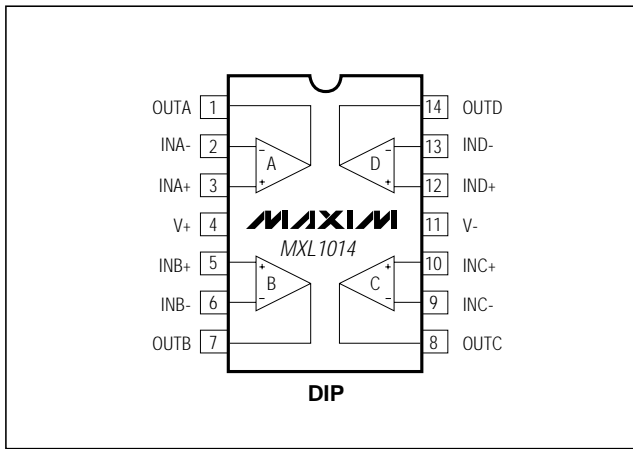 OUTA 1 14 OUTD
INA- 2 - - 13 IND-
A D
INA+ 3 + + 12 IND+
V+ 4 MAXIM 11 V-
MXL1014
INB+ 5 + + 10 INC+
B C
INB- 6 - - 9 INC-
OUTB 7 8 OUTC
DIP